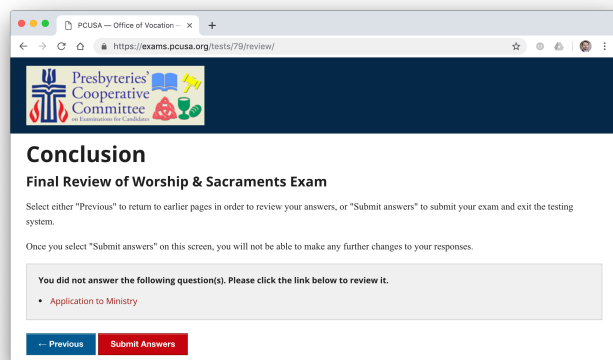 PCUSA — Office of Vocation –
https://exams.pcusa.org/tests/79/review/
Presbyteries'
Cooperative
Committee
on Examinations for Candidates
Conclusion
Final Review of Worship & Sacraments Exam
Select either "Previous" to return to earlier pages in order to review your answers, or "Submit answers" to submit your exam and exit the testing
system.
Once you select "Submit answers" on this screen, you will not be able to make any further changes to your responses.
You did not answer the following question(s). Please click the link below to review it.
• Application to Ministry
← Previous
Submit Answers